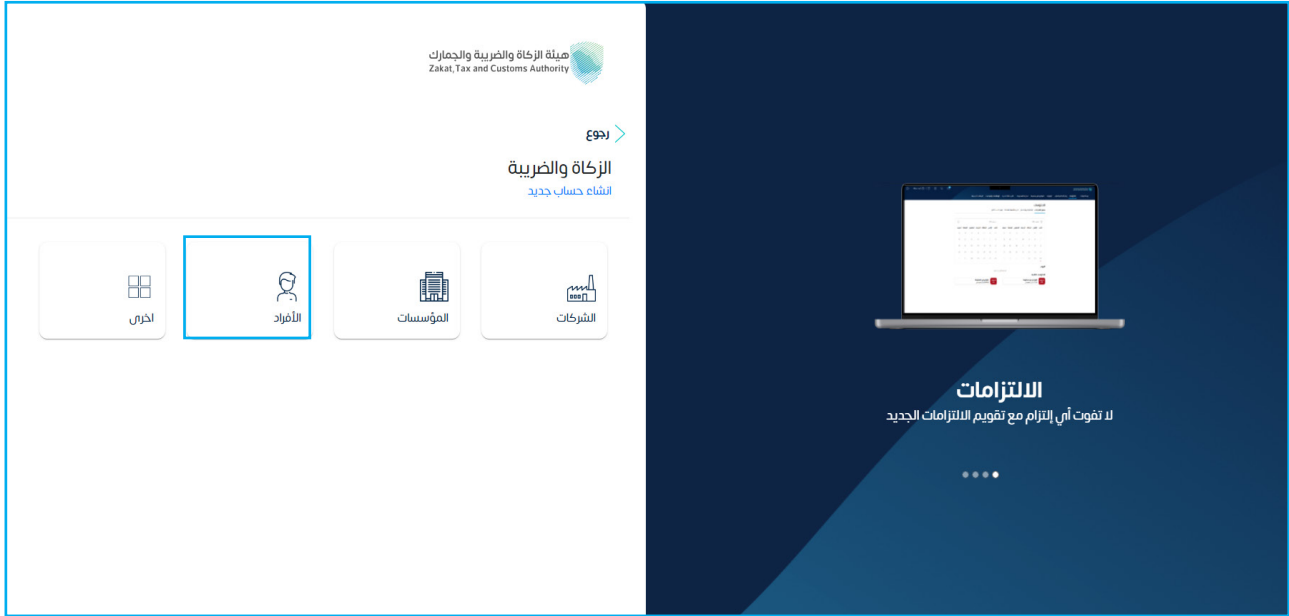 هيئة الزكاة والضريبة والجمارك
Zakat, Tax and Customs Authority
رجوع
الزكاة والضريبة
انشاء حساب جديد
الشركات
المؤسسات
الأفراد
اخرى
الالتزامات
لا تفوت أي إلتزام مع تقويم الالتزامات الجديد